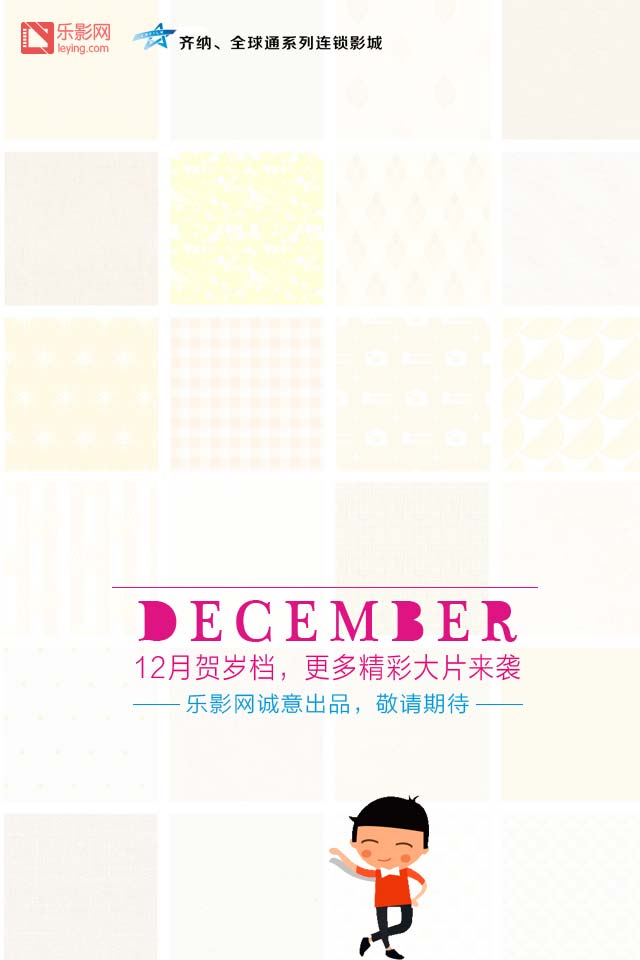 乐影网
leying.com
齐纳、全球通系列连锁影城
DECEMBER
12月贺岁档，更多精彩大片来袭
乐影网诚意出品，敬请期待